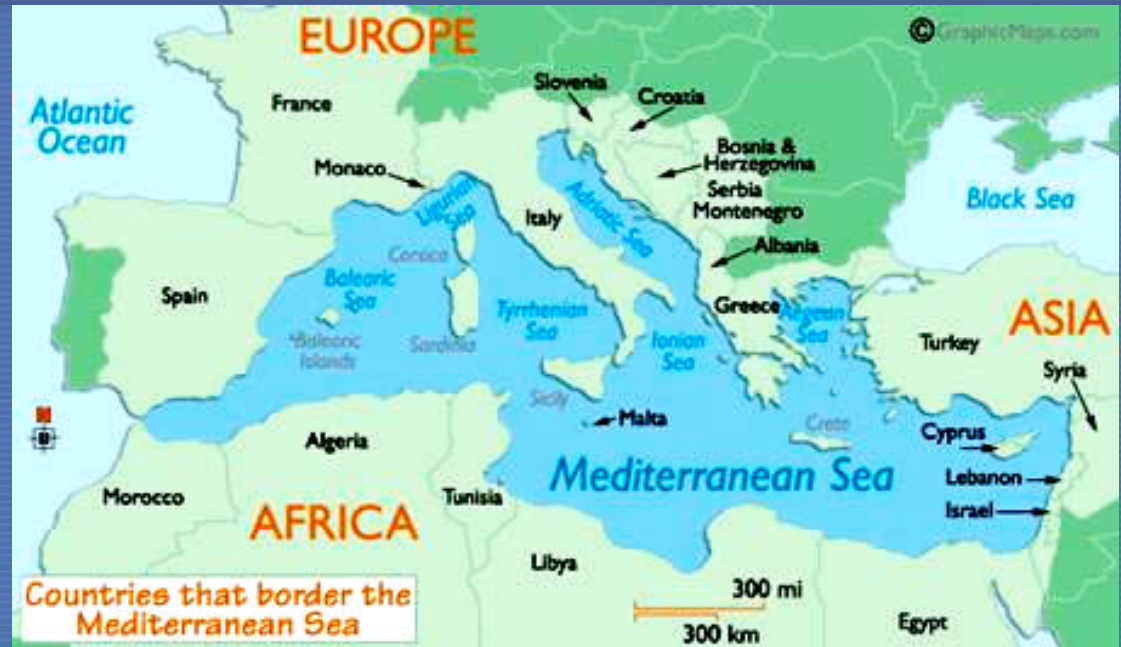 EUROPE
© GraphicMaps.com
Atlantic
Ocean
France
Slovenia
Croatia
Monaco
Bosnia &
Herzegovina
Serbia
Montenegro
Black Sea
Ligurian
Sea
Adriatic Sea
Italy
Corsica
Albania
Spain
Balearic
Sea
Tyrrhenian
Sea
Greece
Aegean
Sea
ASIA
Turkey
*Balearic
Islands
Sardinia
Ionian
Sea
Syria
Sicily
Malta
Crete
Cyprus
Algeria
Mediterranean Sea
Lebanon
Morocco
Tunisia
Israel
AFRICA
Libya
300 mi
300 km
Egypt
Countries that border the
Mediterranean Sea